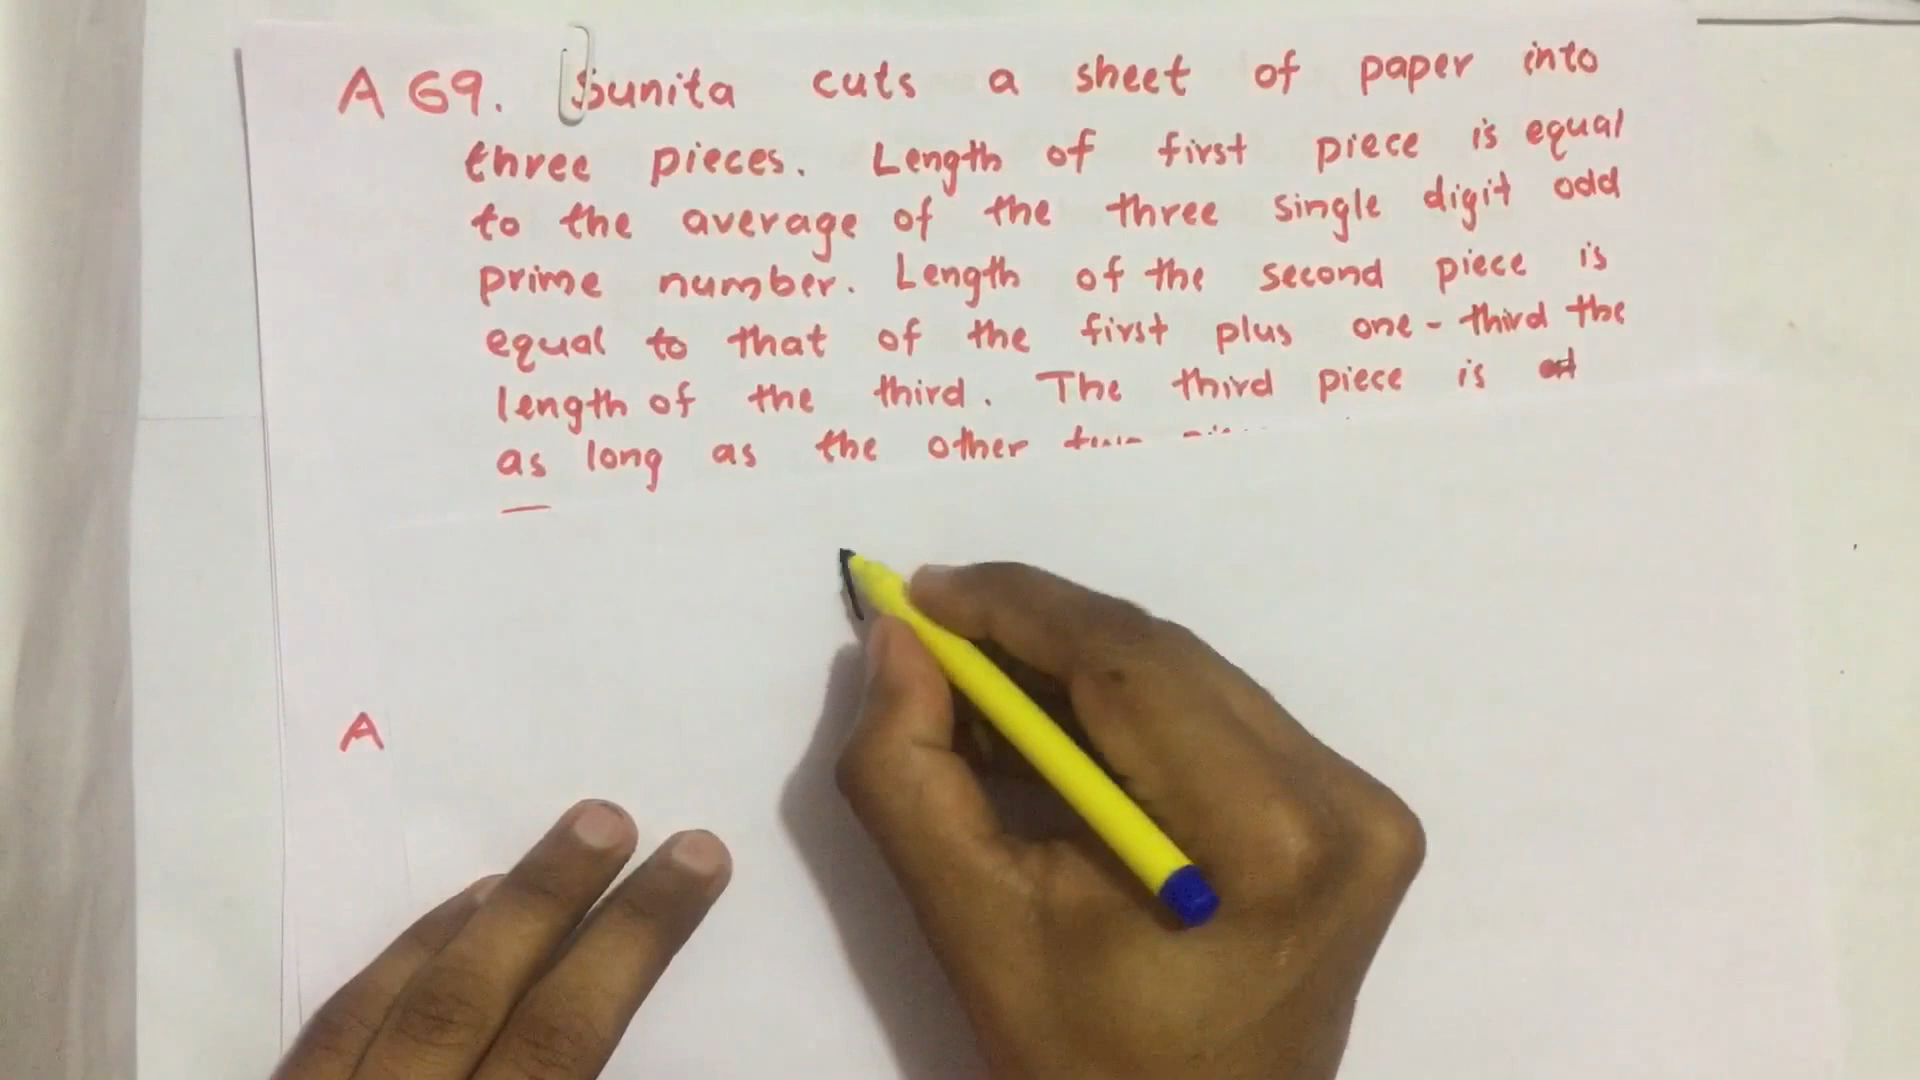 A 69. Sunita cuts a sheet of paper into
three pieces. Length of first piece is equal
to the average of the three single digit odd
prime number. Length of the second piece is
equal to that of the first plus one-third the
length of the third. The third piece is
as long as the other
A